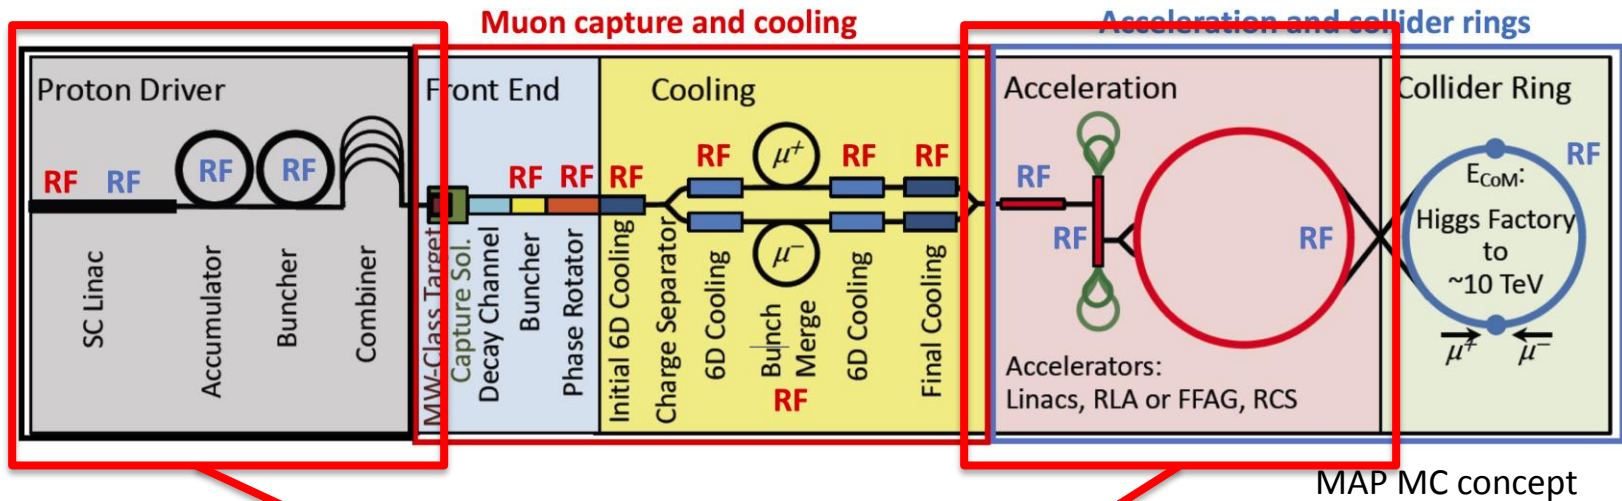 Muon capture and cooling
Acceleration and collider rings
Proton Driver
Front End
Cooling
Acceleration
Collider Ring
RF
RF
RF
RF
RF
RF
RF
RF
μ+
RF
RF
μ−
RF
RF
RF
RF
RF
ECoM:
Higgs Factory
to
~10 TeV
μ+
μ−
SC Linac
Accumulator
Buncher
Combiner
MW-Class Target
Capture Sol.
Decay Channel
Buncher
Phase Rotator
Initial 6D Cooling
Charge Separator
6D Cooling
Bunch
Merge
6D Cooling
Final Cooling
Accelerators:
Linacs, RLA or FFAG, RCS
MAP MC concept